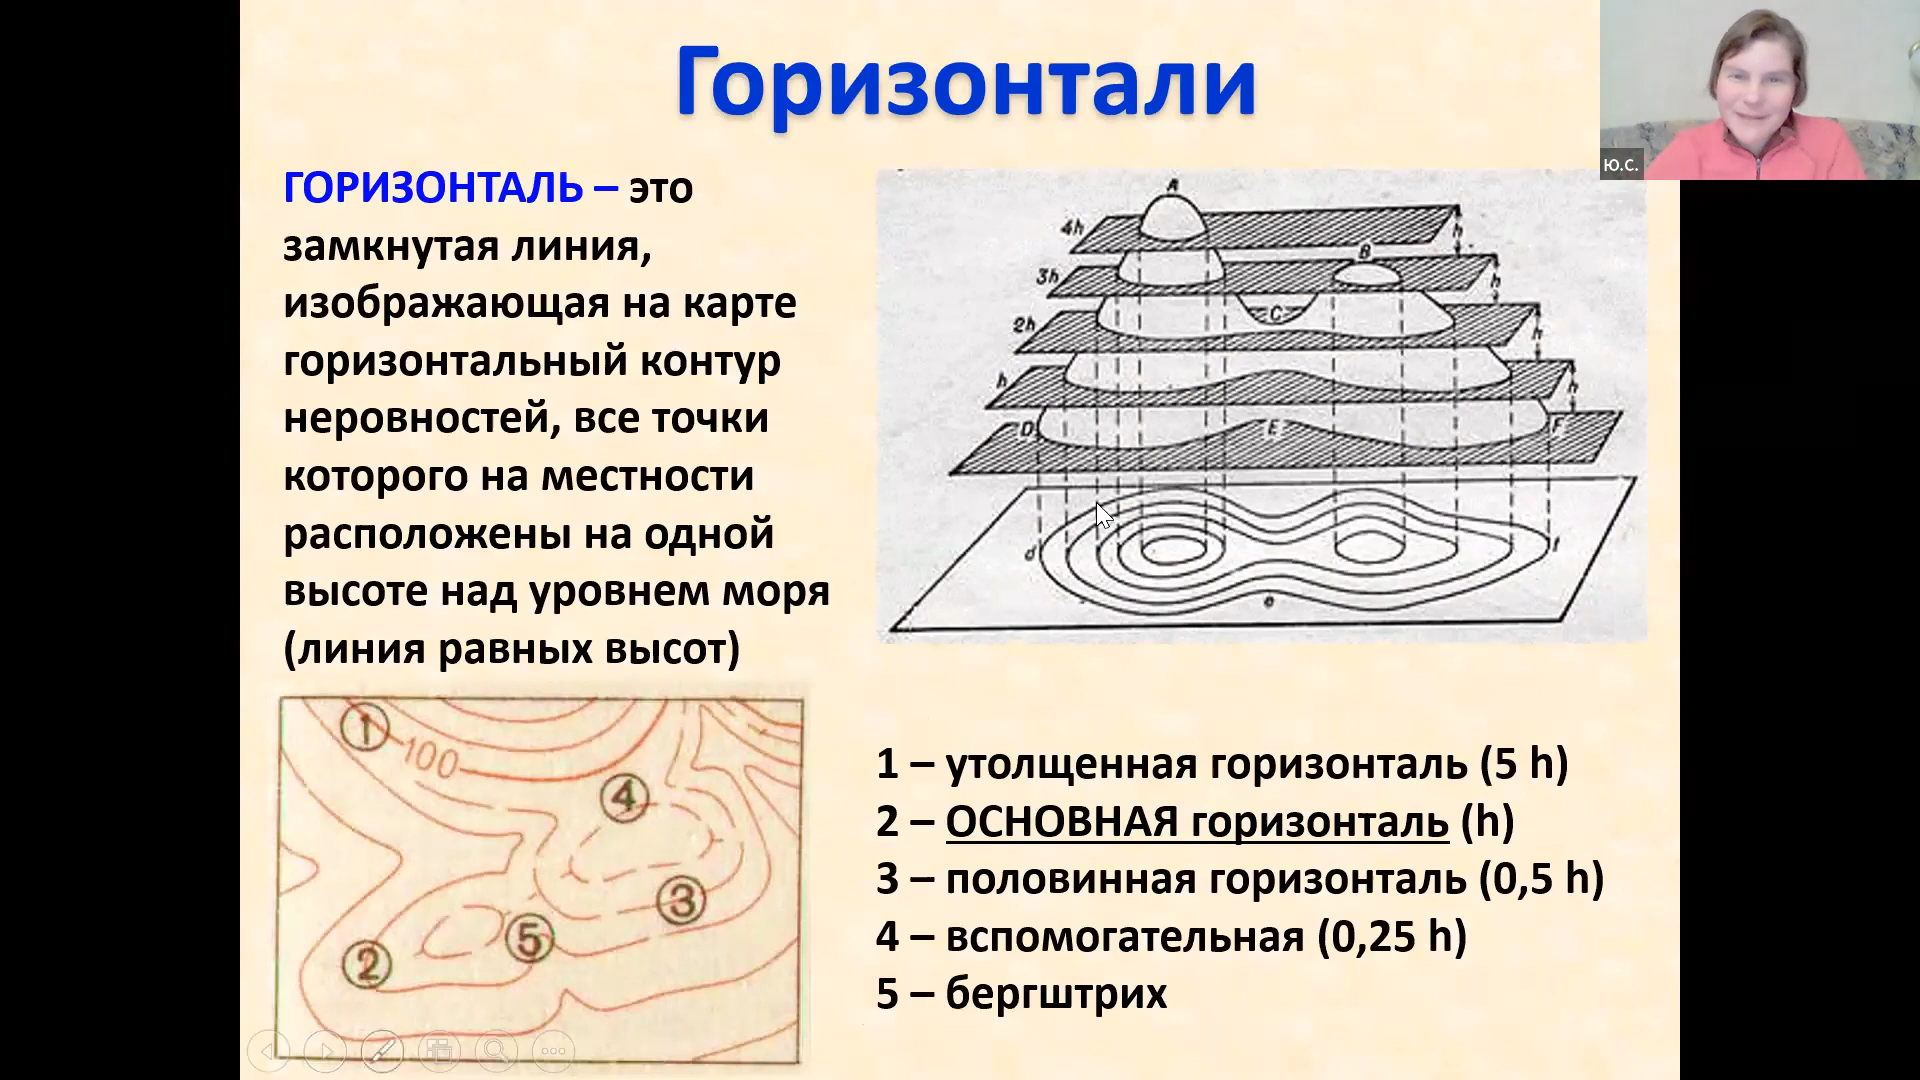 Горизонтали
Ю.С.
ГОРИЗОНТАЛЬ – это
замкнутая линия,
изображающая на карте
горизонтальный контур
неровностей, все точки
которого на местности
расположены на одной
высоте над уровнем моря
(линия равных высот)
A
4h
h
B
3h
h
C
2h
h
h
h
D
E
F
d
f
e
1
100
4
3
5
2
1 – утолщенная горизонталь (5 h)
2 – ОСНОВНАЯ горизонталь (h)
3 – половинная горизонталь (0,5 h)
4 – вспомогательная (0,25 h)
5 – бергштрих